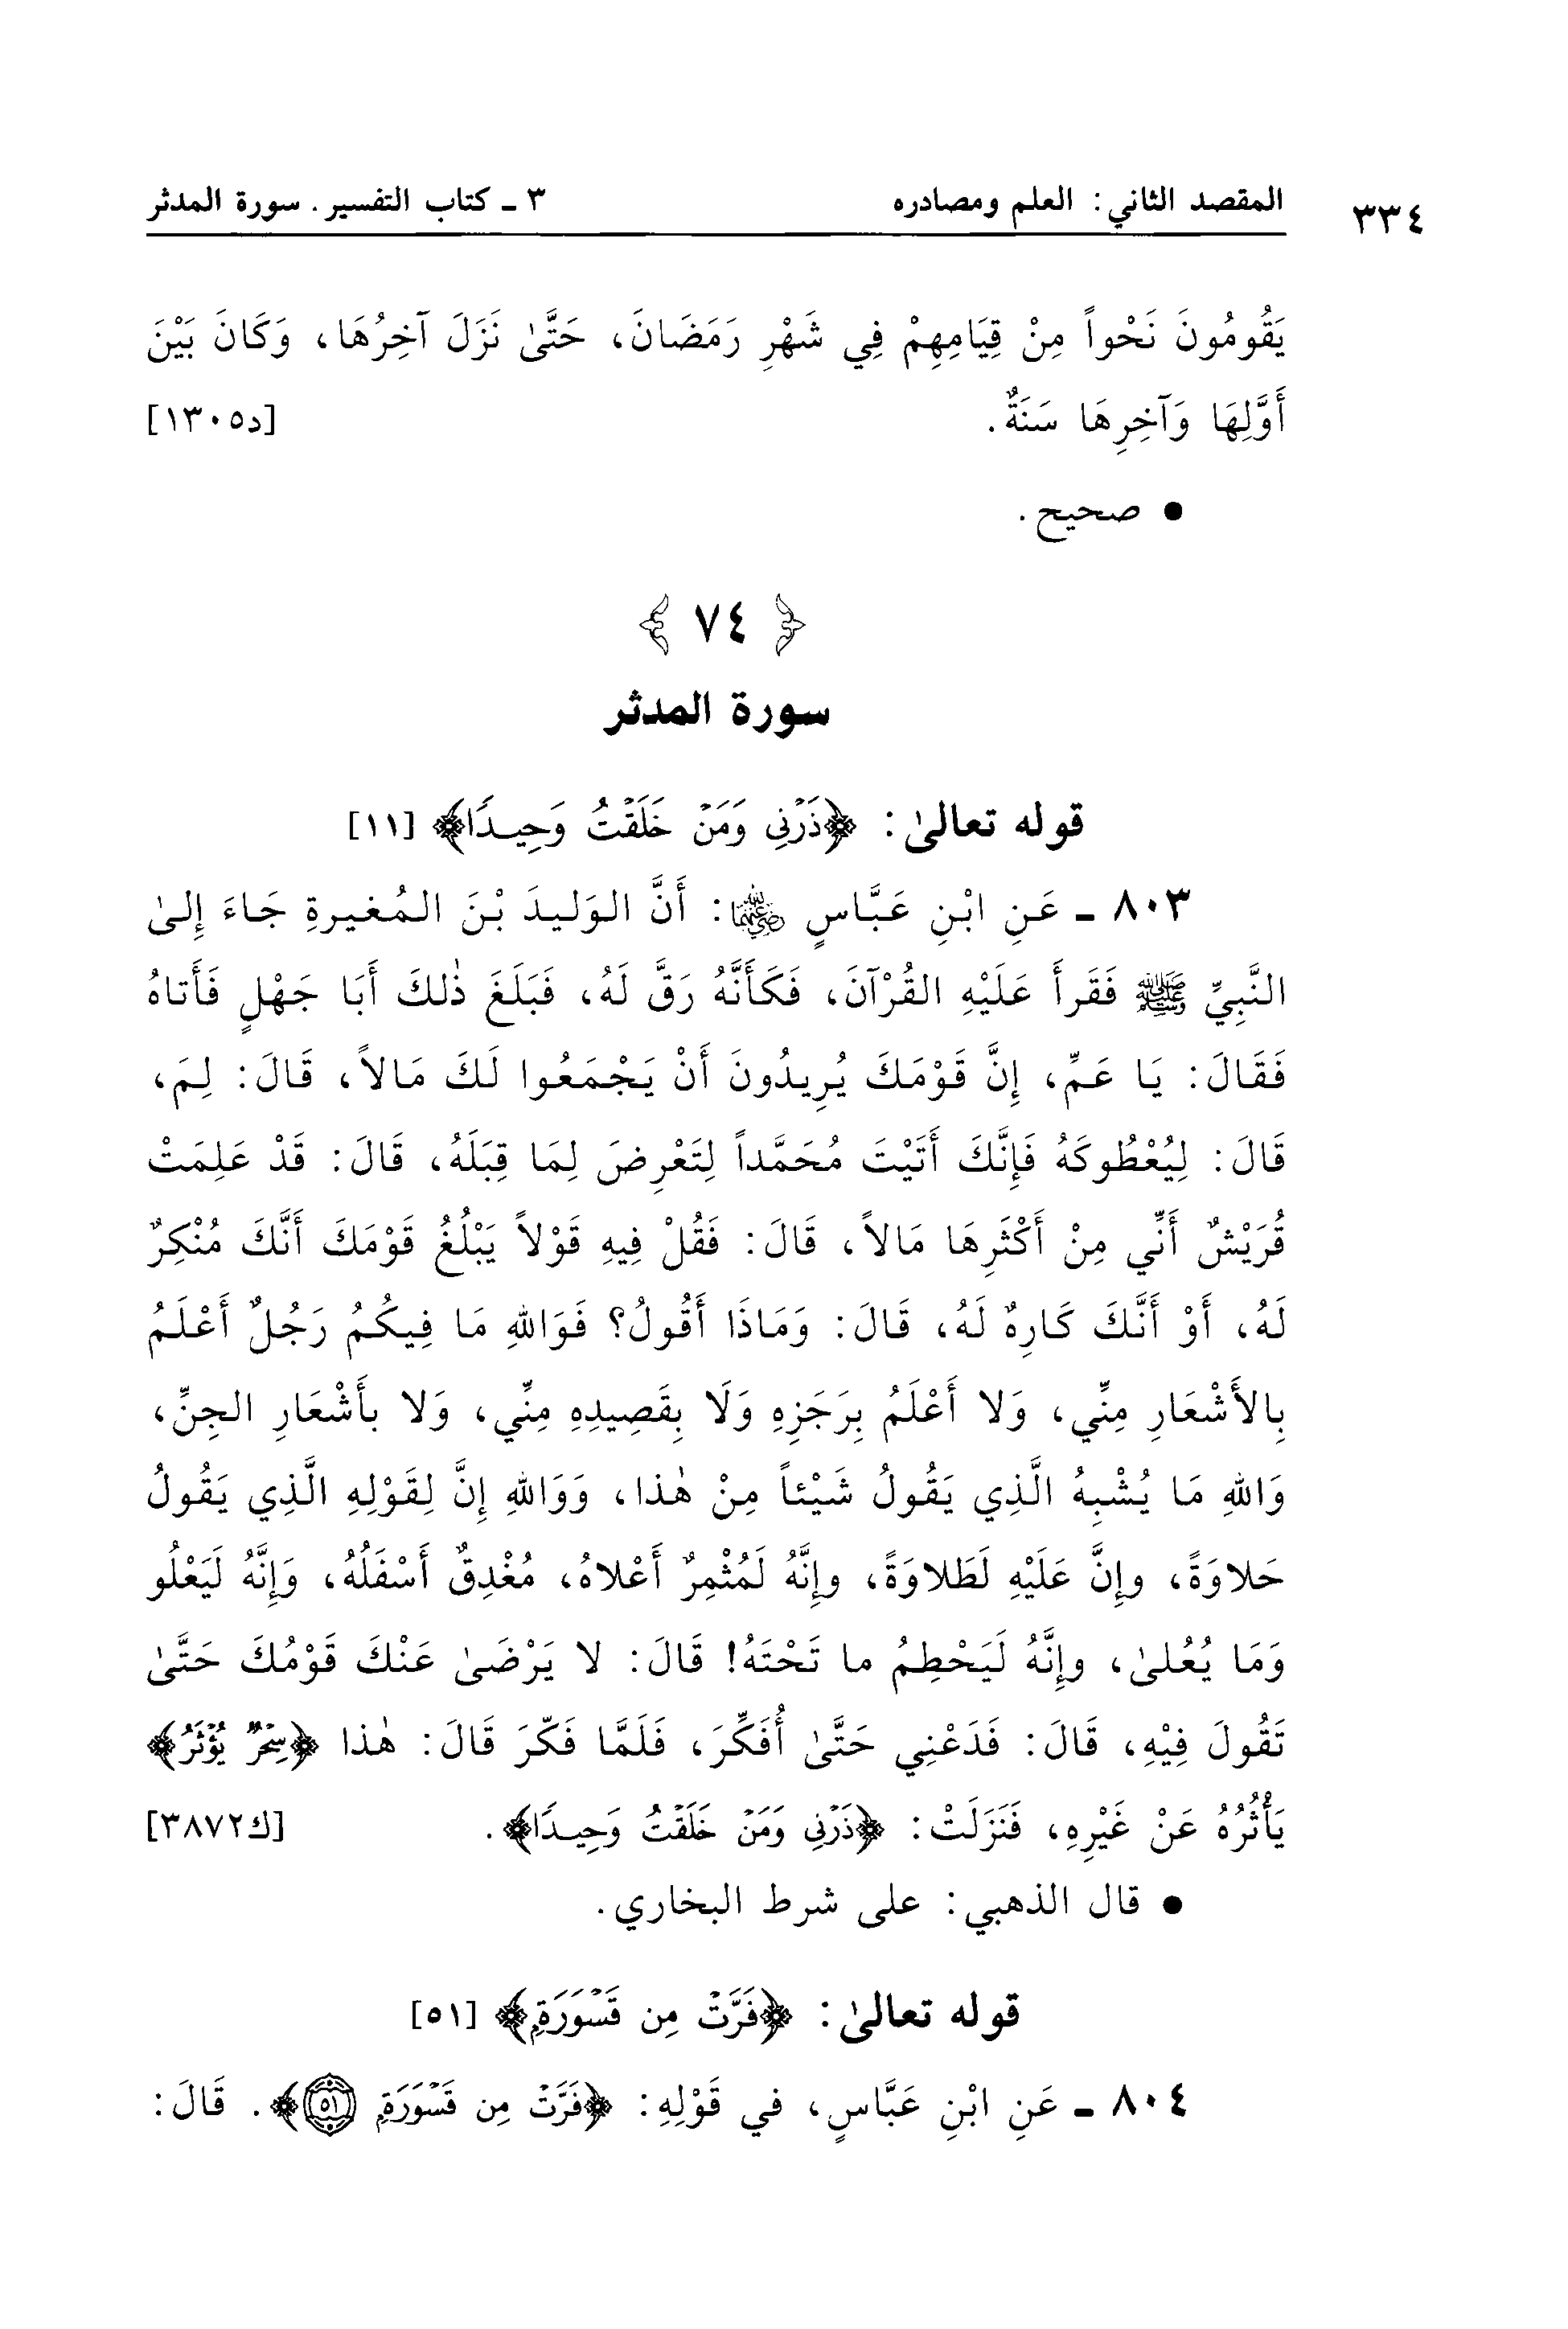 ٣٣٤ المقصد الثاني: العلم ومصادره ٣ ـ كتاب التفسير. سورة المدثر
يَقُومُونَ نَحْواً مِنْ قِيَامِهِمْ فِي شَهْرِ رَمَضَانَ، حَتَّىٰ نَزَلَ آخِرُهَا، وَكَانَ بَيْنَ
أَوَّلِهَا وَآخِرِهَا سَنَةٌ. [د١٣٠٥]
● صحيح.
﴿ ٧٤ ﴾
سورة المدثر
قوله تعالىٰ: ﴿ذَرْنِي وَمَنْ خَلَقْتُ وَحِيدًا﴾ [١١]
٨٠٣ ـ عَنِ ابْنِ عَبَّاسٍ رضي الله عنهما: أَنَّ الوَليدَ بْنَ المُغيرةِ جَاءَ إِلىٰ
النَّبِيِّ ﷺ فَقَرأَ عَلَيْهِ القُرْآنَ، فَكَأَنَّهُ رَقَّ لَهُ، فَبَلَغَ ذٰلكَ أَبَا جَهْلٍ فَأَتاهُ
فَقَالَ: يَا عَمِّ، إِنَّ قَوْمَكَ يُرِيدُونَ أَنْ يَجْمَعُوا لَكَ مَالاً، قَالَ: لِمَ،
قَالَ: لِيُعْطُوكَهُ فَإِنَّكَ أَتَيْتَ مُحَمَّداً لِتَعْرِضَ لِمَا قِبَلَهُ، قَالَ: قَدْ عَلِمَتْ
قُرَيْشٌ أَنِّي مِنْ أَكْثَرِهَا مَالاً، قَالَ: فَقُلْ فِيهِ قَوْلاً يَبْلُغُ قَوْمَكَ أَنَّكَ مُنْكِرٌ
لَهُ، أَوْ أَنَّكَ كَارِهٌ لَهُ، قَالَ: وَمَاذَا أَقُولُ؟ فَوَاللهِ مَا فِيكُمْ رَجُلٌ أَعْلَمُ
بِالأَشْعَارِ مِنِّي، وَلا أَعْلَمُ بِرَجَزِهِ وَلَا بِقَصِيدِهِ مِنِّي، وَلا بأَشْعَارِ الجِنِّ،
وَاللهِ مَا يُشْبِهُ الَّذِي يَقُولُ شَيْئاً مِنْ هٰذا، وَوَاللهِ إِنَّ لِقَوْلِهِ الَّذِي يَقُولُ
حَلاوَةً، وإِنَّ عَلَيْهِ لَطَلاوَةً، وإِنَّهُ لَمُثْمِرٌ أَعْلاهُ، مُغْدِقٌ أَسْفَلُهُ، وَإِنَّهُ لَيَعْلُو
وَمَا يُعْلىٰ، وإِنَّهُ لَيَحْطِمُ ما تَحْتَهُ! قَالَ: لا يَرْضَىٰ عَنْكَ قَوْمُكَ حَتَّىٰ
تَقُولَ فِيْهِ، قَالَ: فَدَعْنِي حَتَّىٰ أُفَكِّرَ، فَلَمَّا فَكّرَ قَالَ: هٰذا ﴿سِحْرٌ يُؤْثَرُ﴾
يَأْثُرُهُ عَنْ غَيْرِهِ، فَنَزَلَتْ: ﴿ذَرْنِي وَمَنْ خَلَقْتُ وَحِيدًا﴾. [ك٣٨٧٢]
● قال الذهبي: على شرط البخاري.
قوله تعالىٰ: ﴿فَرَّتْ مِن قَسْوَرَةٍ﴾ [٥١]
٨٠٤ ـ عَنِ ابْنِ عَبَّاسٍ، في قَوْلِهِ: ﴿فَرَّتْ مِن قَسْوَرَةٍ ٥١﴾. قَالَ: